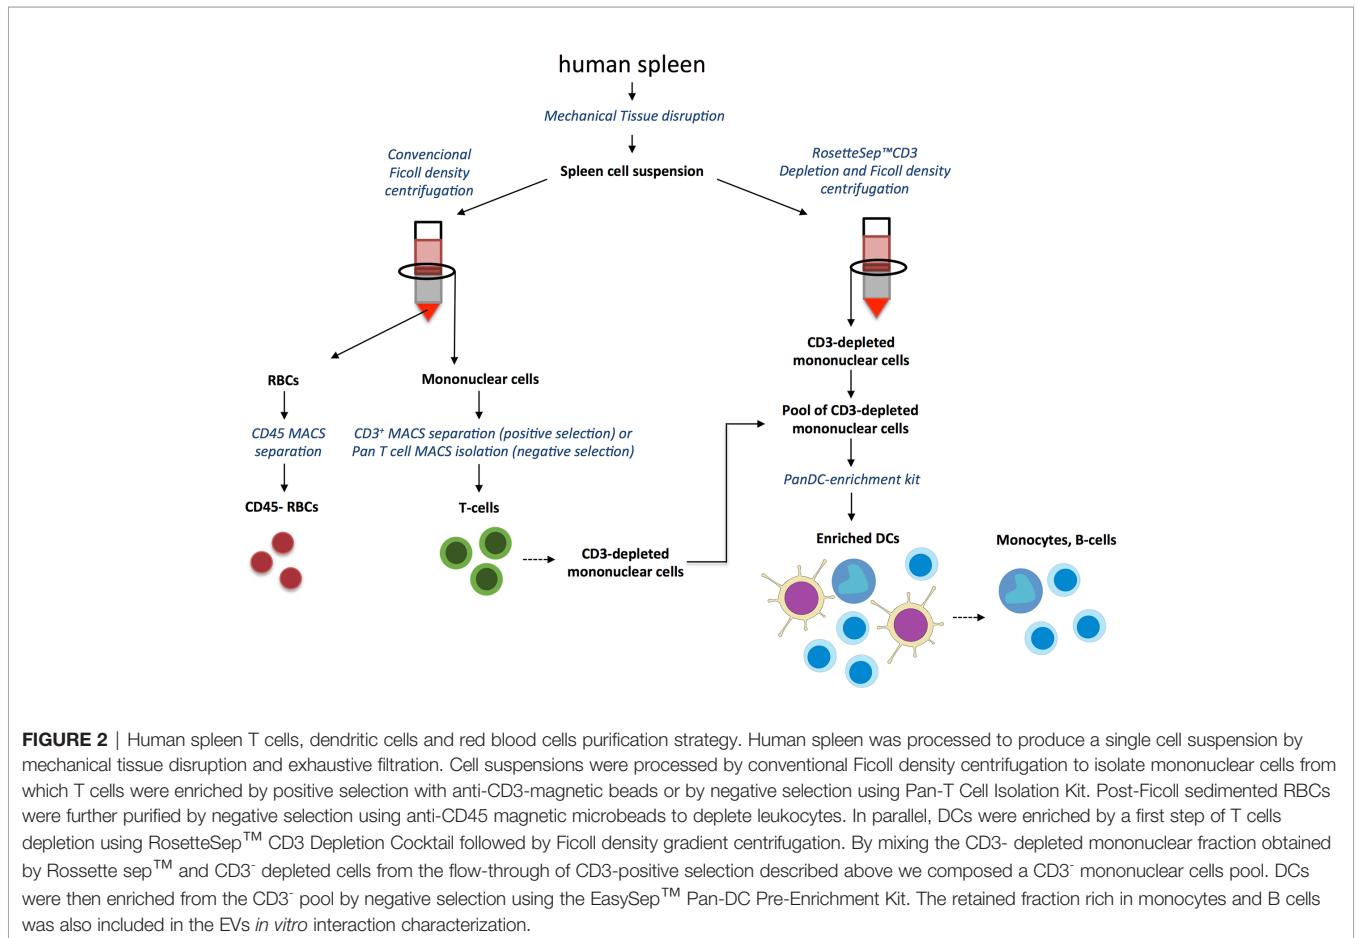 human spleen
Mechanical Tissue disruption
Spleen cell suspension
Convencional
Ficoll density
centrifugation
RosetteSep™CD3
Depletion and Ficoll density
centrifugation
RBCs
CD45 MACS
separation
CD45- RBCs
Mononuclear cells
CD3⁺ MACS separation (positive selection) or
Pan T cell MACS isolation (negative selection)
T-cells
CD3-depleted
mononuclear cells
CD3-depleted
mononuclear cells
Pool of CD3-depleted
mononuclear cells
PanDC-enrichment kit
Enriched DCs
Monocytes, B-cells
FIGURE 2 | Human spleen T cells, dendritic cells and red blood cells purification strategy. Human spleen was processed to produce a single cell suspension by
mechanical tissue disruption and exhaustive filtration. Cell suspensions were processed by conventional Ficoll density centrifugation to isolate mononuclear cells from
which T cells were enriched by positive selection with anti-CD3-magnetic beads or by negative selection using Pan-T Cell Isolation Kit. Post-Ficoll sedimented RBCs
were further purified by negative selection using anti-CD45 magnetic microbeads to deplete leukocytes. In parallel, DCs were enriched by a first step of T cells
depletion using RosetteSep™ CD3 Depletion Cocktail followed by Ficoll density gradient centrifugation. By mixing the CD3- depleted mononuclear fraction obtained
by Rossette sep™ and CD3⁻ depleted cells from the flow-through of CD3-positive selection described above we composed a CD3⁻ mononuclear cells pool. DCs
were then enriched from the CD3⁻ pool by negative selection using the EasySep™ Pan-DC Pre-Enrichment Kit. The retained fraction rich in monocytes and B cells
was also included in the EVs in vitro interaction characterization.